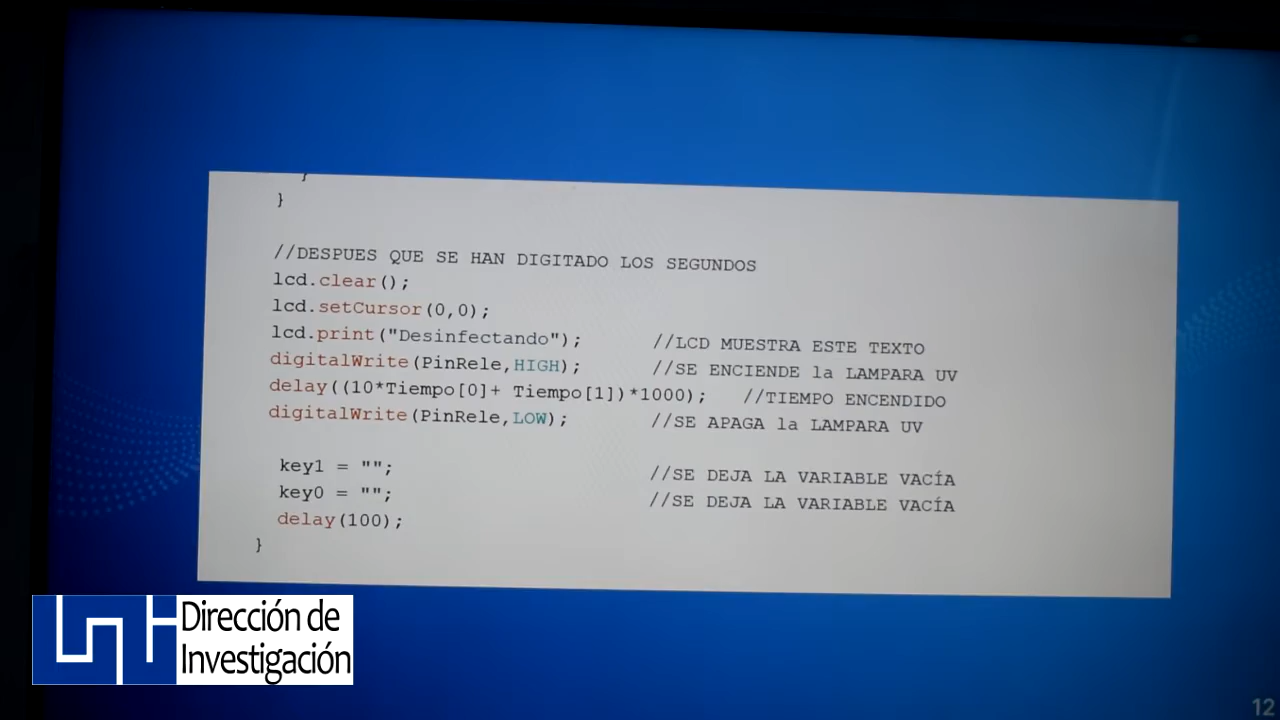 }
}
//DESPUES QUE SE HAN DIGITADO LOS SEGUNDOS
lcd.clear();
lcd.setCursor(0,0);
lcd.print("Desinfectando"); //LCD MUESTRA ESTE TEXTO
digitalWrite(PinRele,HIGH); //SE ENCIENDE la LAMPARA UV
delay((10*Tiempo[0]+ Tiempo[1])*1000); //TIEMPO ENCENDIDO
digitalWrite(PinRele,LOW); //SE APAGA la LAMPARA UV
key1 = ""; //SE DEJA LA VARIABLE VACÍA
key0 = ""; //SE DEJA LA VARIABLE VACÍA
delay(100);
}
Dirección de
Investigación
12